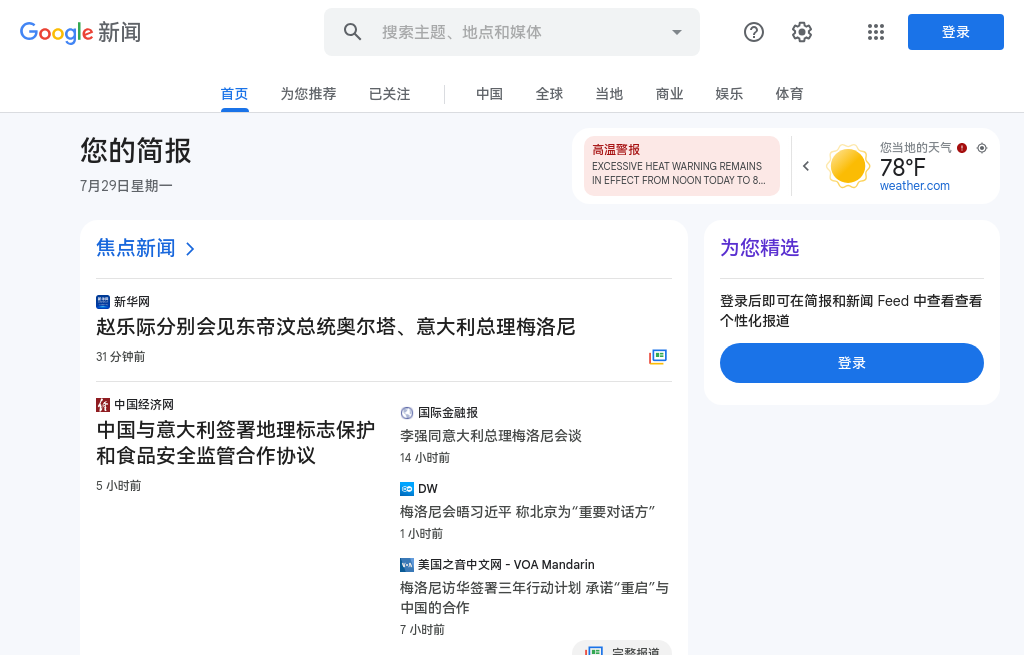 Google 新闻
搜索主题、地点和媒体
登录
首页
为您推荐
已关注
中国
全球
当地
商业
娱乐
体育
您的简报
7月29日星期一
高温警报
EXCESSIVE HEAT WARNING REMAINS
IN EFFECT FROM NOON TODAY TO 8…
您当地的天气
78°F
weather.com
焦点新闻
新华网
赵乐际分别会见东帝汶总统奥尔塔、意大利总理梅洛尼
31 分钟前
中国经济网
中国与意大利签署地理标志保护
和食品安全监管合作协议
5 小时前
国际金融报
李强同意大利总理梅洛尼会谈
14 小时前
DW
梅洛尼会晤习近平 称北京为“重要对话方”
1 小时前
美国之音中文网 - VOA Mandarin
梅洛尼访华签署三年行动计划 承诺“重启”与
中国的合作
7 小时前
完整报道
为您精选
登录后即可在简报和新闻 Feed 中查看查看
个性化报道
登录